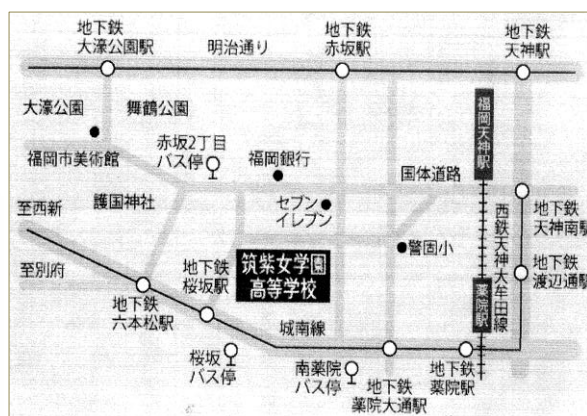 地下鉄
大濠公園駅
明治通り
地下鉄
赤坂駅
地下鉄
天神駅
大濠公園
舞鶴公園
福岡市美術館
赤坂2丁目
バス停
福岡銀行
福岡天神駅
国体道路
護国神社
セブン
イレブン
至西新
地下鉄
天神南駅
西鉄天神大牟田線
警固小
筑紫女学園
高等学校
至別府
地下鉄
桜坂駅
地下鉄
渡辺通駅
薬院駅
地下鉄
六本松駅
城南線
桜坂
バス停
南薬院
バス停
地下鉄
薬院大通駅
地下鉄
薬院駅